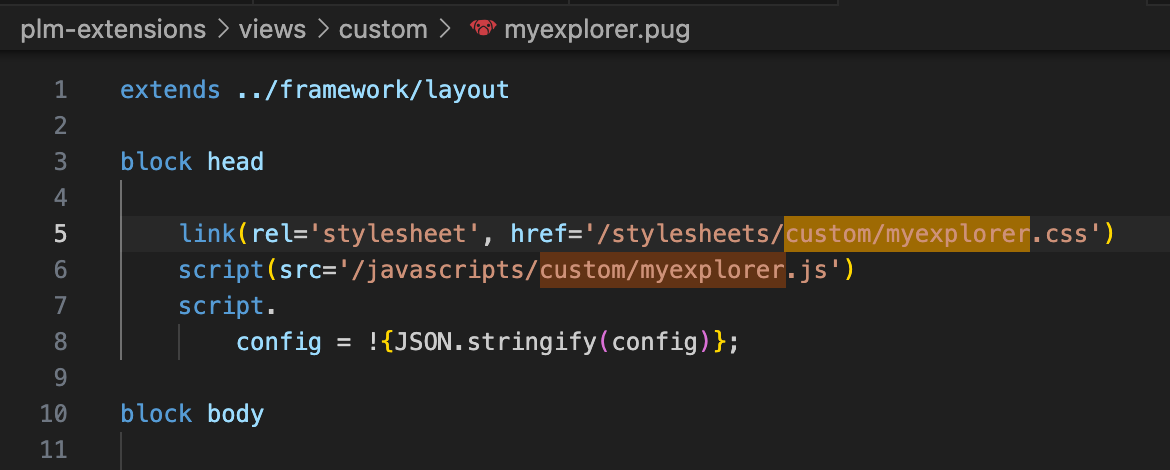 plm-extensions > views > custom > myexplorer.pug
1 extends ../framework/layout
2
3 block head
4
5 link(rel='stylesheet', href='/stylesheets/custom/myexplorer.css')
6 script(src='/javascripts/custom/myexplorer.js')
7 script.
8 config = !{JSON.stringify(config)};
9
10 block body
11